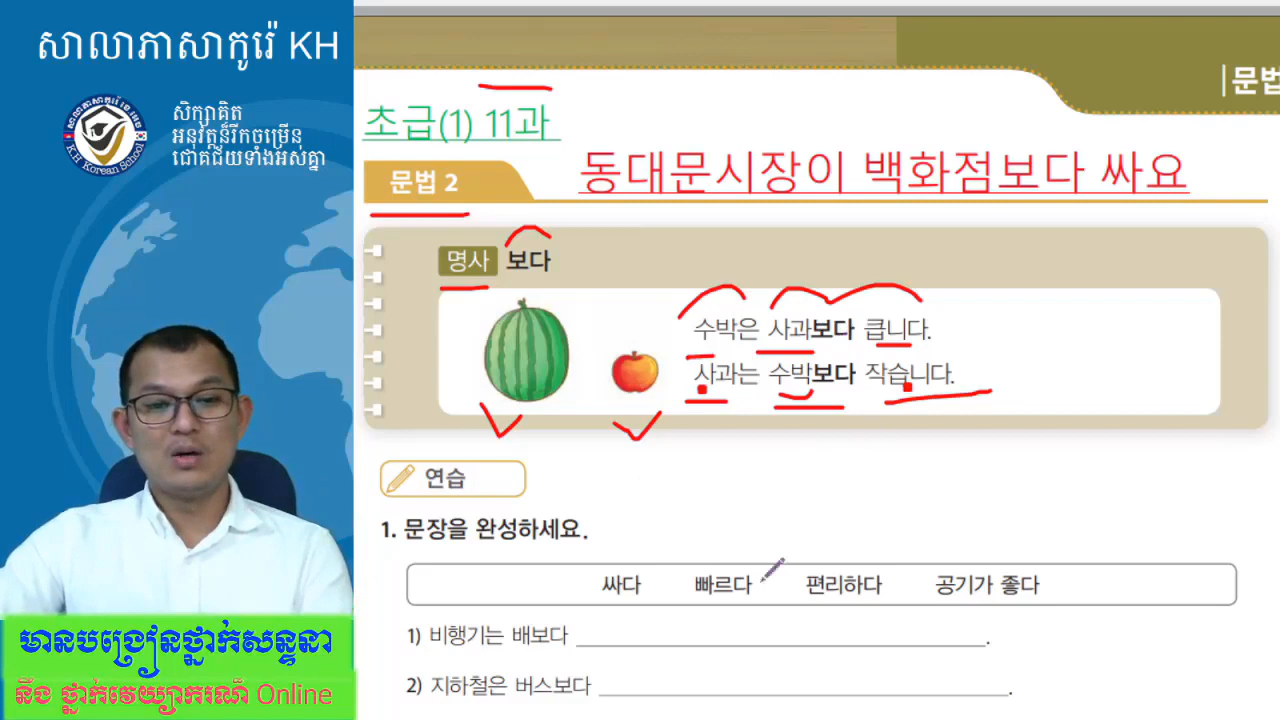 សាលាភាសាកូរ៉េ KH
សិក្សាគិត
អនុវត្តន៍រីកចម្រើន
ជោគជ័យទាំងអស់គ្នា
KH Korean School
មានបង្រៀនថ្នាក់សន្ទនា
និង ថ្នាក់វេយ្យាករណ៍ Online
문법
초급(1) 11과
문법 2
동대문시장이 백화점보다 싸요
명사 보다
수박은 사과보다 큽니다.
사과는 수박보다 작습니다.
연습
1. 문장을 완성하세요.
싸다 빠르다 편리하다 공기가 좋다
1) 비행기는 배보다 .
2) 지하철은 버스보다 .